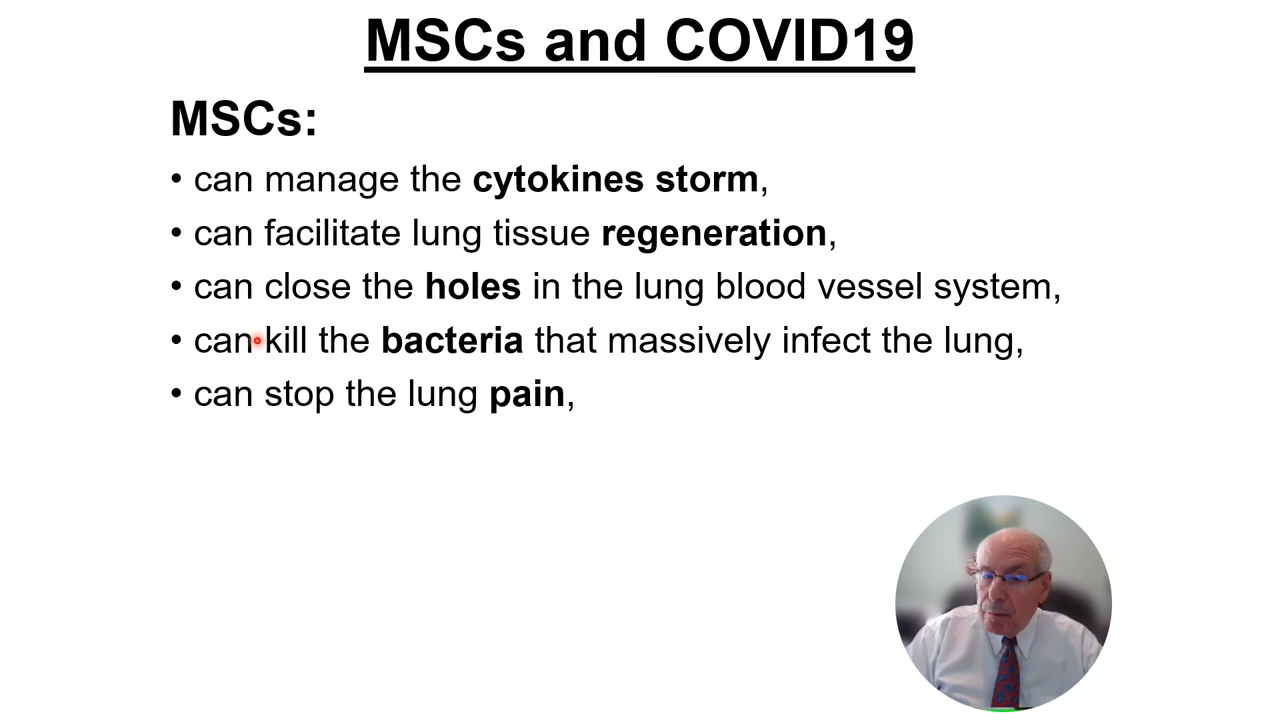 MSCs and COVID19
MSCs:
• can manage the cytokines storm,
• can facilitate lung tissue regeneration,
• can close the holes in the lung blood vessel system,
• can kill the bacteria that massively infect the lung,
• can stop the lung pain,